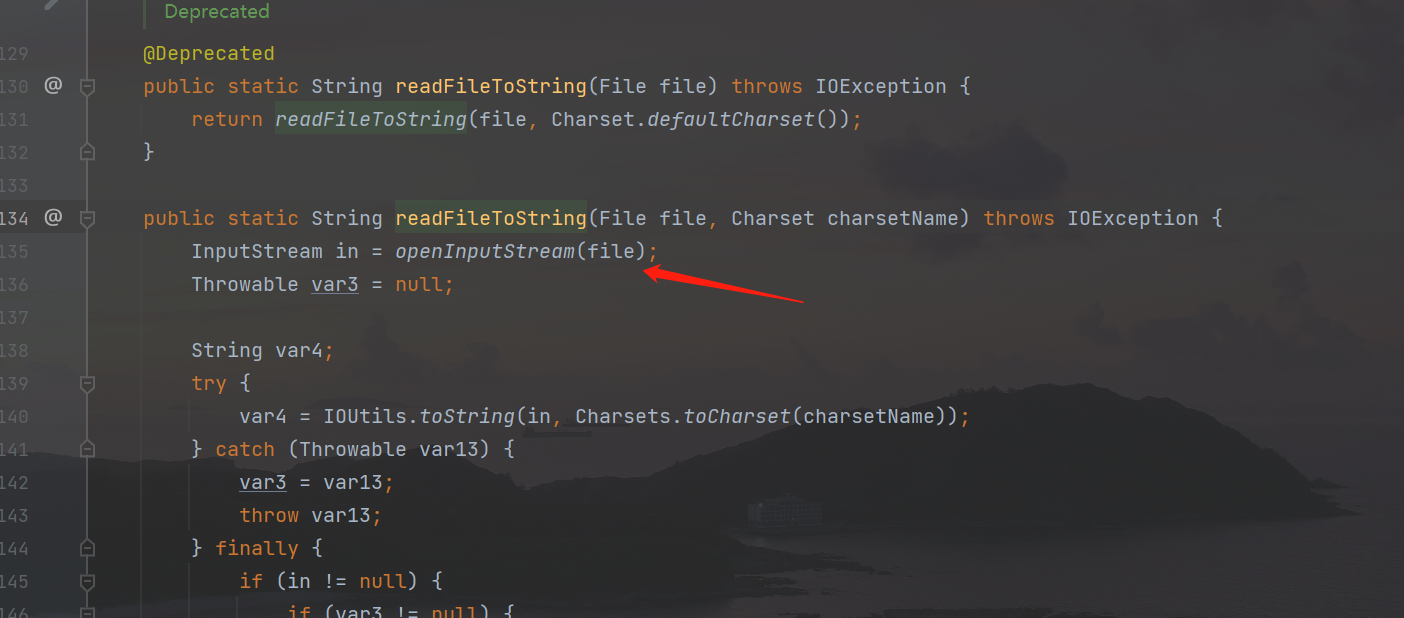 Deprecated
129 @Deprecated
130 @ public static String readFileToString(File file) throws IOException {
131 return readFileToString(file, Charset.defaultCharset());
132 }
133
134 @ public static String readFileToString(File file, Charset charsetName) throws IOException {
135 InputStream in = openInputStream(file);
136 Throwable var3 = null;
137
138 String var4;
139 try {
140 var4 = IOUtils.toString(in, Charsets.toCharset(charsetName));
141 } catch (Throwable var13) {
142 var3 = var13;
143 throw var13;
144 } finally {
145 if (in != null) {
146 if (var3 != null) {